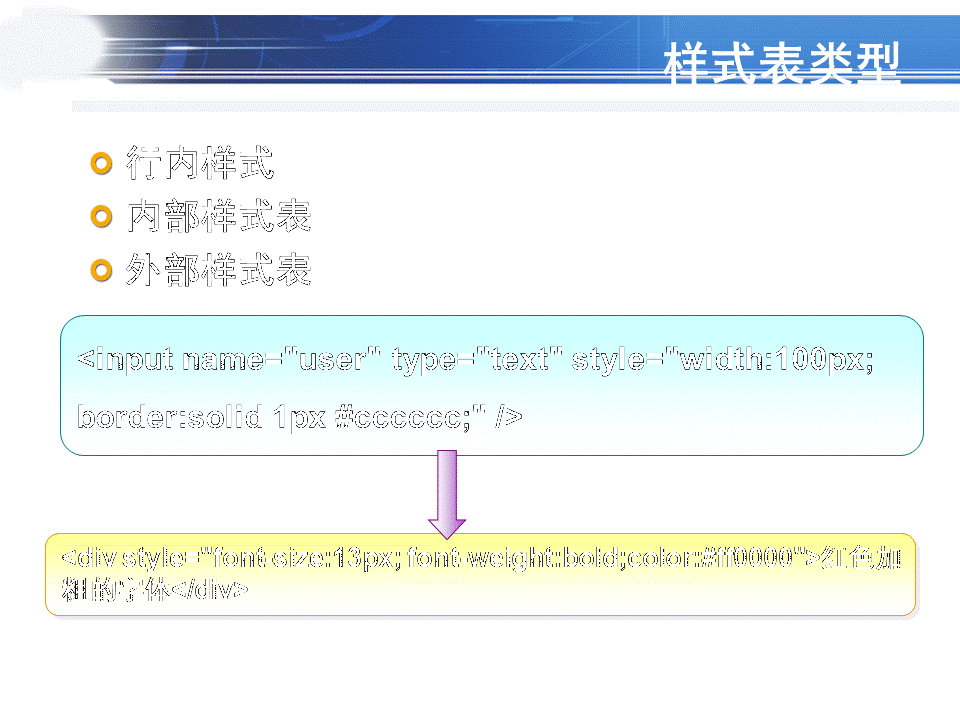 样式表类型
行内样式
内部样式表
外部样式表
<input name="user" type="text" style="width:100px;
border:solid 1px #cccccc;" />
<div style="font-size:13px; font-weight:bold;color:#ff0000">红色加
粗的字体</div>